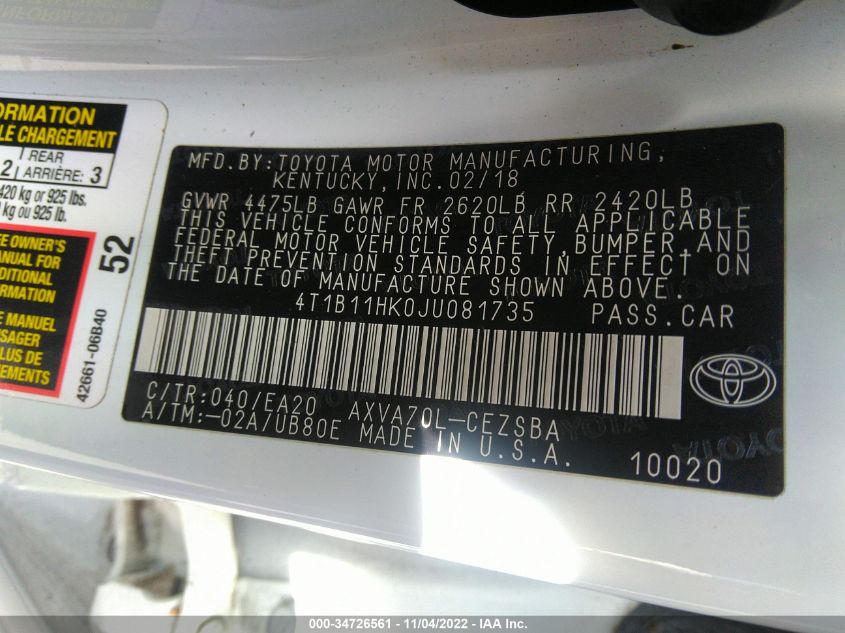 ORMATION
LE CHARGEMENT
2 REAR ARRIÈRE: 3
420 kg or 925 lbs.
kg ou 925 lb.
E OWNER'S
ANUAL FOR
DITIONAL
FORMATION
E MANUEL
SAGER
LUS DE
EMENTS
52
42661-06B40
MFD.BY:TOYOTA MOTOR MANUFACTURING,
KENTUCKY,INC.02/18
GVWR 4475LB GAWR FR 2620LB RR 2420LB
THIS VEHICLE CONFORMS TO ALL APPLICABLE
FEDERAL MOTOR VEHICLE SAFETY,BUMPER,AND
THEFT PREVENTION STANDARDS IN EFFECT ON
THE DATE OF MANUFACTURE SHOWN ABOVE.
4T1B11HK0JU081735 PASS.CAR
C/TR:040/EA20 AXVA70L-CEZSBA
A/TM:-02A/UB80E MADE IN U.S.A.
10020
000-34726561 - 11/04/2022 - IAA Inc.